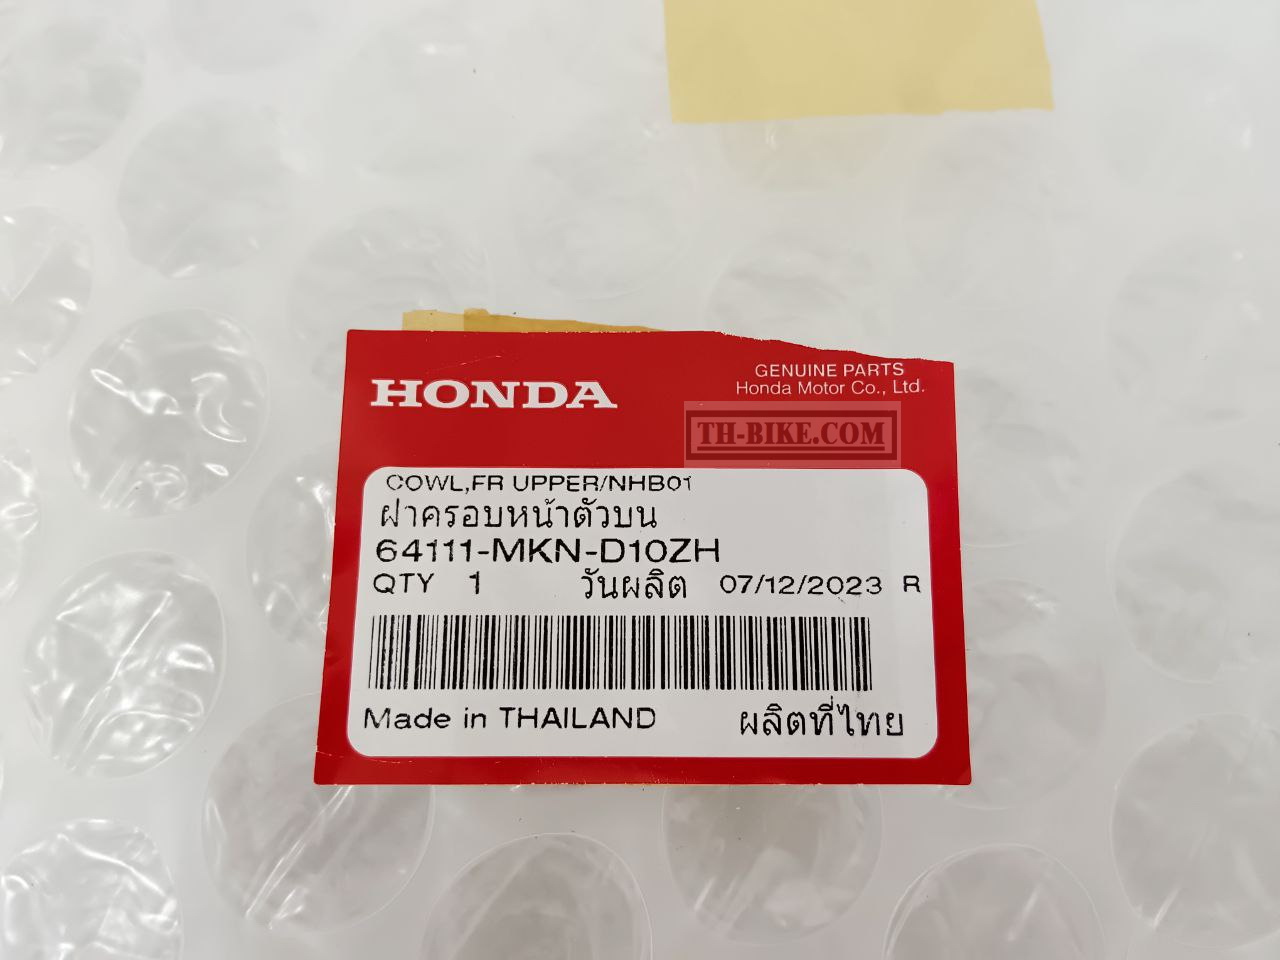 HONDA
GENUINE PARTS
Honda Motor Co., Ltd.
TH-BIKE.COM
COWL,FR UPPER/NHB01
ฝาครอบหน้าตัวบน
64111-MKN-D10ZH
QTY 1 วันผลิต 07/12/2023 R
Made in THAILAND ผลิตที่ไทย